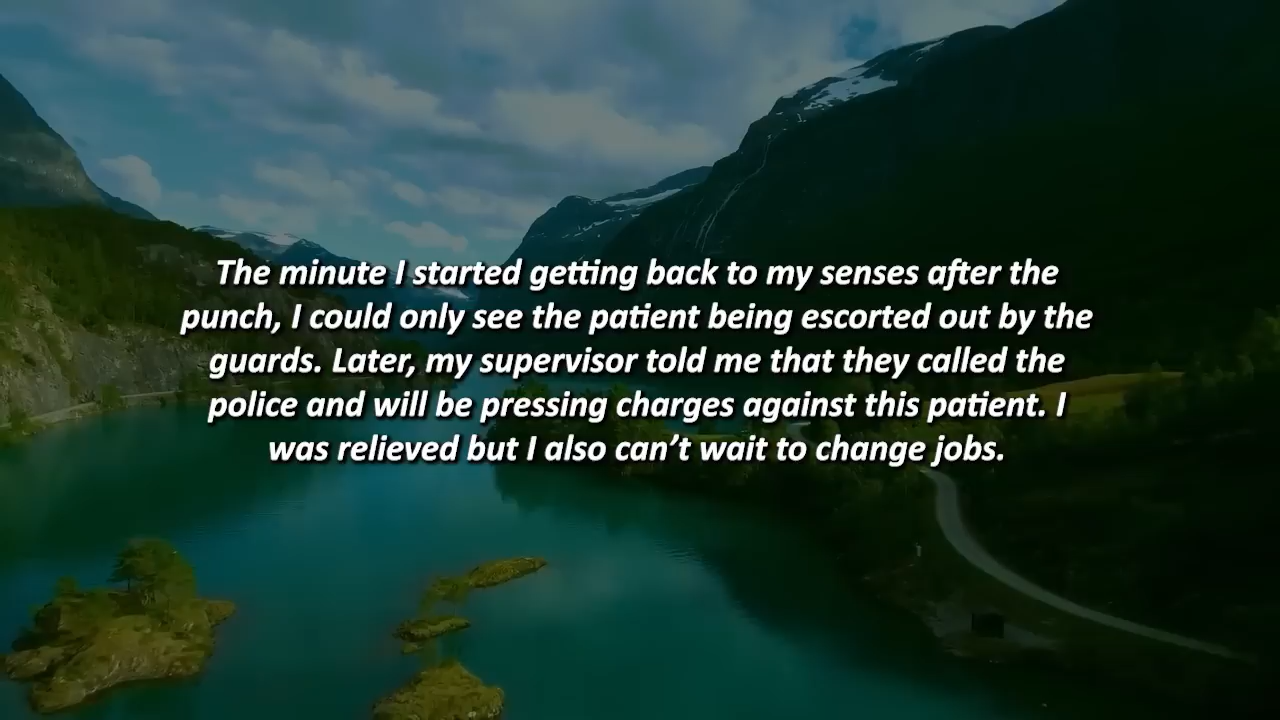 The minute I started getting back to my senses after the
punch, I could only see the patient being escorted out by the
guards. Later, my supervisor told me that they called the
police and will be pressing charges against this patient. I
was relieved but I also can’t wait to change jobs.